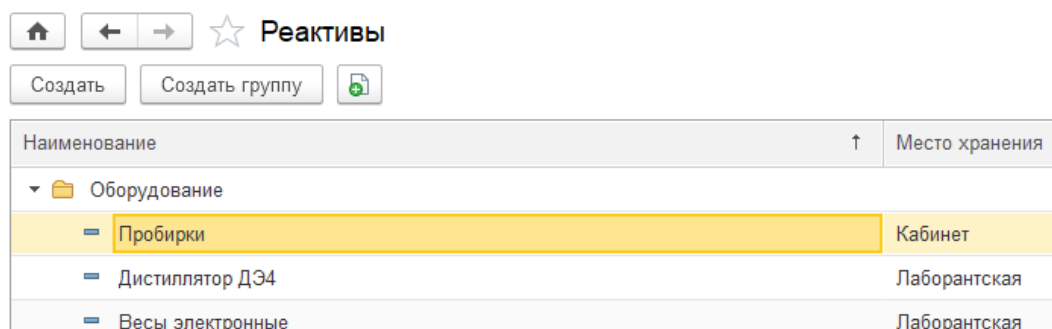 Реактивы
Создать Создать группу
Наименование ↑ Место хранения
Оборудование
Пробирки Кабинет
Дистиллятор ДЭ4 Лаборантская
Весы электронные Лаборантская